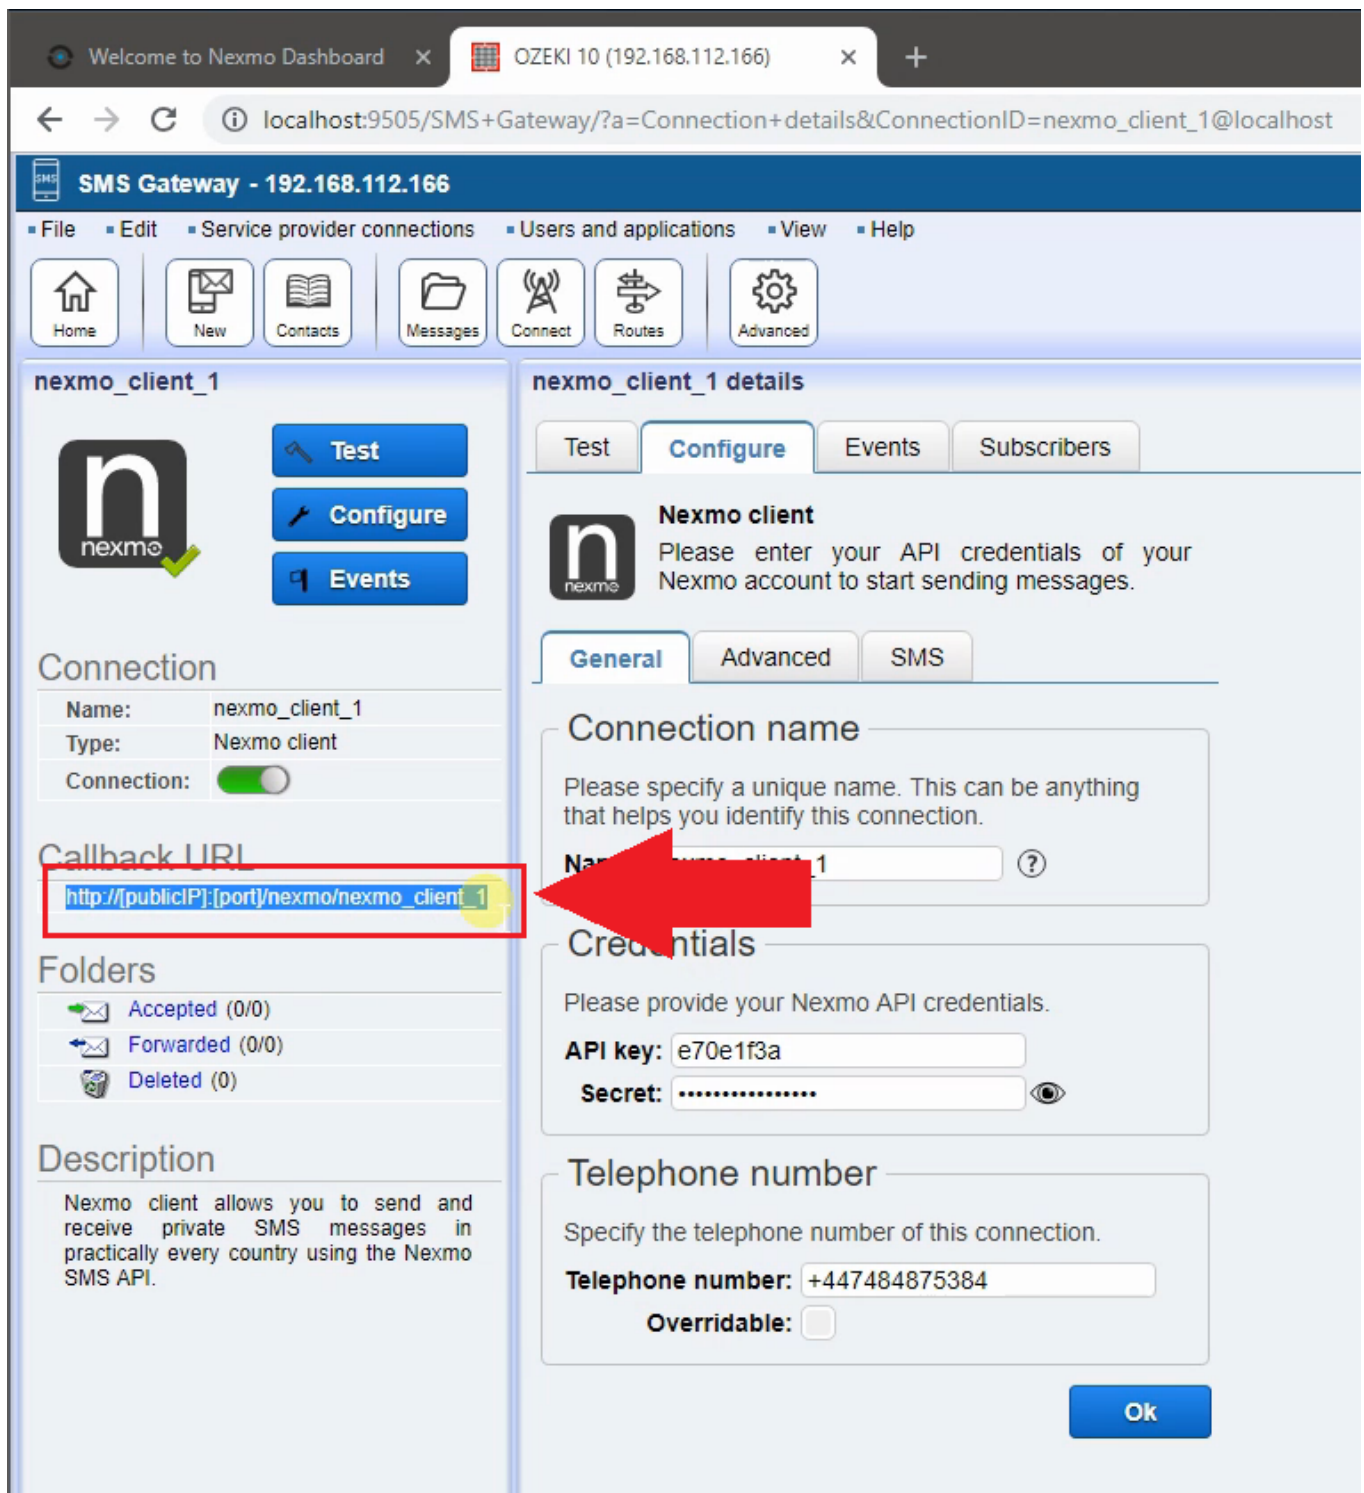 Welcome to Nexmo Dashboard
OZEKI 10 (192.168.112.166)
localhost:9505/SMS+Gateway/?a=Connection+details&ConnectionID=nexmo_client_1@localhost
SMS
SMS Gateway - 192.168.112.166
File Edit Service provider connections Users and applications View Help
Home New Contacts Messages Connect Routes Advanced
nexmo_client_1
nexmo
Test
Configure
Events
Connection
Name: nexmo_client_1
Type: Nexmo client
Connection:
Callback URL
http://[publicIP]:[port]/nexmo/nexmo_client_1
Folders
Accepted (0/0)
Forwarded (0/0)
Deleted (0)
Description
Nexmo client allows you to send and
receive private SMS messages in
practically every country using the Nexmo
SMS API.
nexmo_client_1 details
Test Configure Events Subscribers
nexmo
Nexmo client
Please enter your API credentials of your
Nexmo account to start sending messages.
General Advanced SMS
Connection name
Please specify a unique name. This can be anything
that helps you identify this connection.
Credentials
Please provide your Nexmo API credentials.
API key: e70e1f3a
Secret: ••••••••••••••••
Telephone number
Specify the telephone number of this connection.
Telephone number: +447484875384
Overridable:
Ok